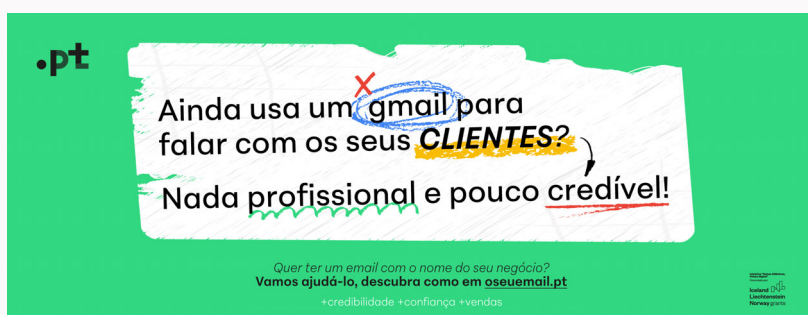 .pt
Ainda usa um gmail para
falar com os seus CLIENTES?
Nada profissional e pouco credível!
Quer ter um email com o nome do seu negócio?
Vamos ajudá-lo, descubra como em oseuemail.pt
+credibilidade +confiança +vendas
Iceland
Liechtenstein
Norway grants